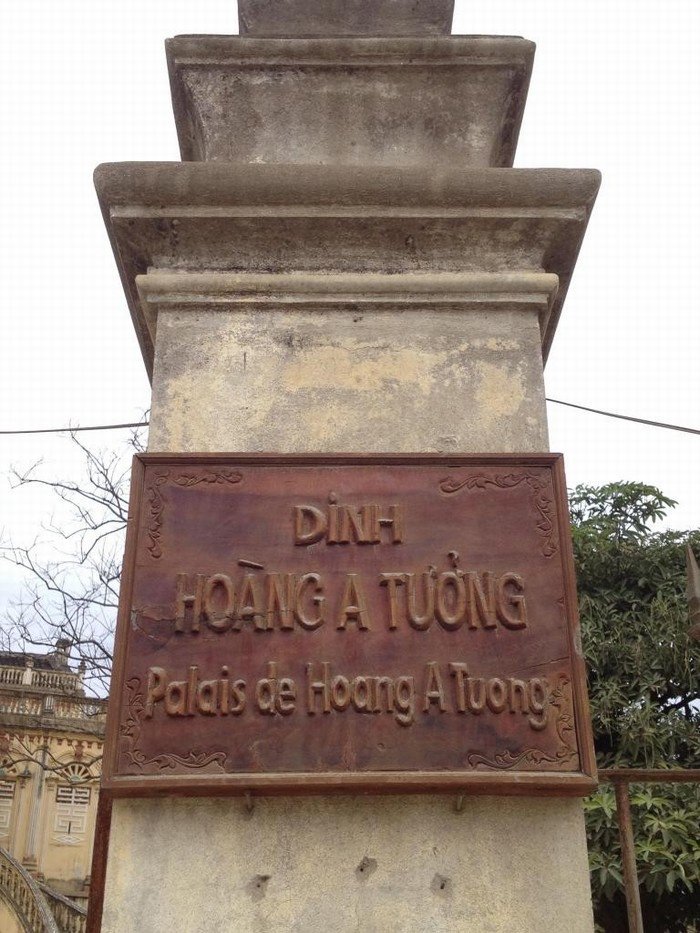 DINH
HOÀNG A TƯỞNG
Palais de Hoang A Tuong